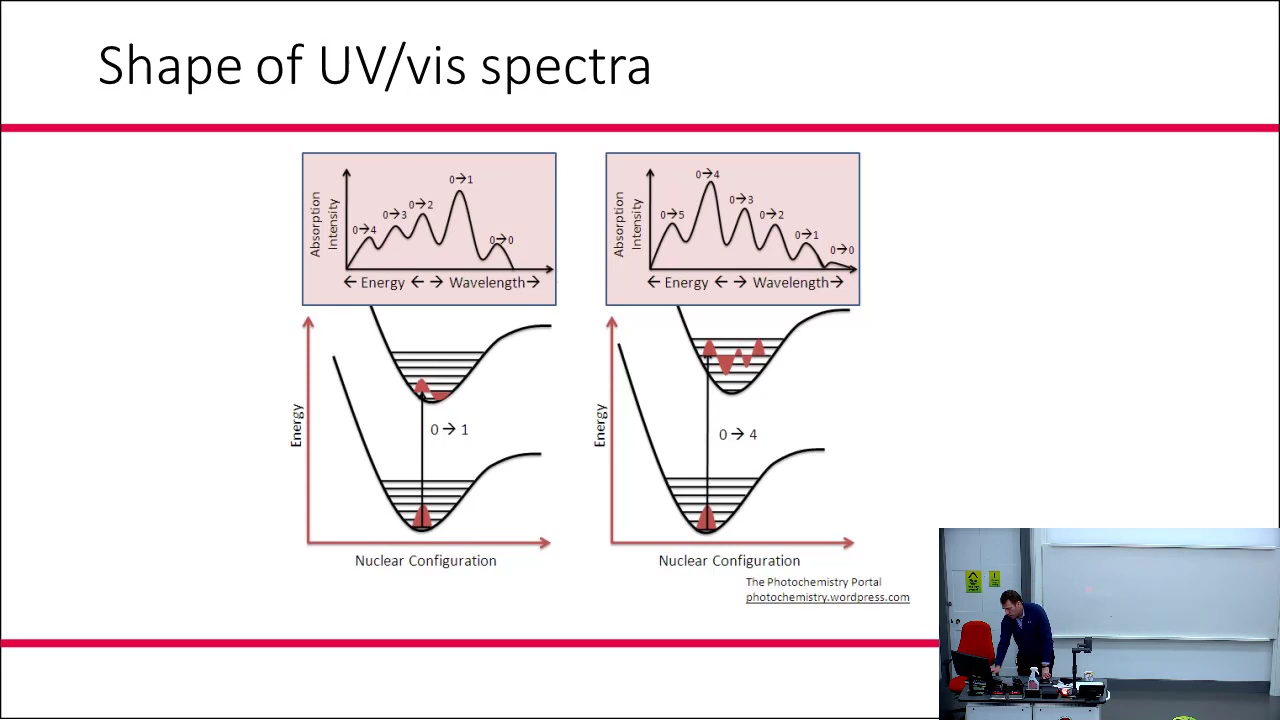 Shape of UV/vis spectra
Absorption
Intensity
0→4
0→3
0→2
0→1
0→0
← Energy ← → Wavelength→
Absorption
Intensity
0→5
0→4
0→3
0→2
0→1
0→0
← Energy ← → Wavelength→
Energy
0 → 1
Nuclear Configuration
Energy
0 → 4
Nuclear Configuration
The Photochemistry Portal
photochemistry.wordpress.com